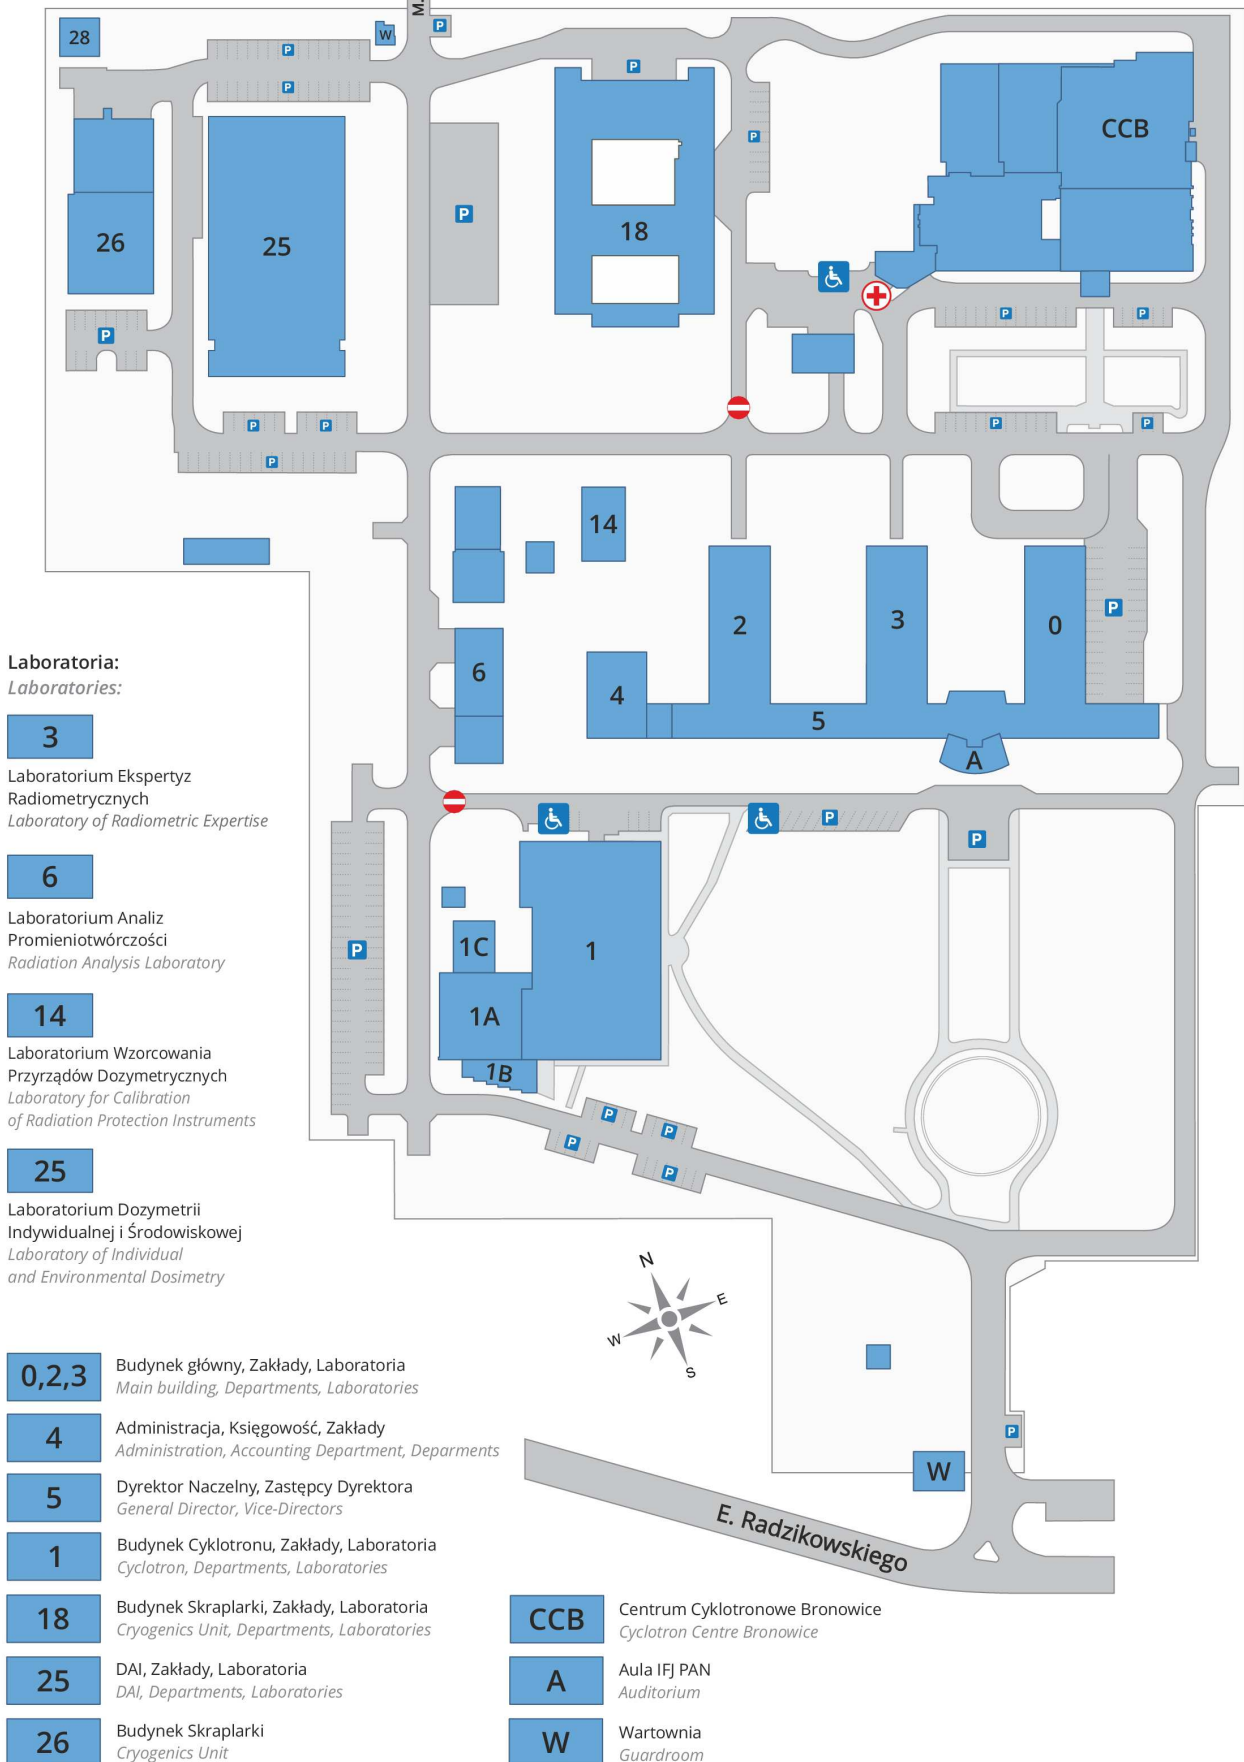 M.
P
28
W
P
P
P
CCB
P
P
26
25
18
P
P
P
P
P
P
P
P
P
14
2
3
0
P
6
4
5
A
Laboratoria:
Laboratories:
3
Laboratorium Ekspertyz
Radiometrycznych
Laboratory of Radiometric Expertise
P
P
6
Laboratorium Analiz
Promieniotwórczości
Radiation Analysis Laboratory
P
1C
1
1A
1B
14
Laboratorium Wzorcowania
Przyrządów Dozymetrycznych
Laboratory for Calibration
of Radiation Protection Instruments
P
P
P
P
25
Laboratorium Dozymetrii
Indywidualnej i Środowiskowej
Laboratory of Individual
and Environmental Dosimetry
N
E
W
S
P
W
E. Radzikowskiego
0,2,3
Budynek główny, Zakłady, Laboratoria
Main building, Departments, Laboratories
4
Administracja, Księgowość, Zakłady
Administration, Accounting Department, Deparments
5
Dyrektor Naczelny, Zastępcy Dyrektora
General Director, Vice-Directors
1
Budynek Cyklotronu, Zakłady, Laboratoria
Cyclotron, Departments, Laboratories
18
Budynek Skraplarki, Zakłady, Laboratoria
Cryogenics Unit, Departments, Laboratories
25
DAI, Zakłady, Laboratoria
DAI, Departments, Laboratories
26
Budynek Skraplarki
Cryogenics Unit
CCB
Centrum Cyklotronowe Bronowice
Cyclotron Centre Bronowice
A
Aula IFJ PAN
Auditorium
W
Wartownia
Guardroom